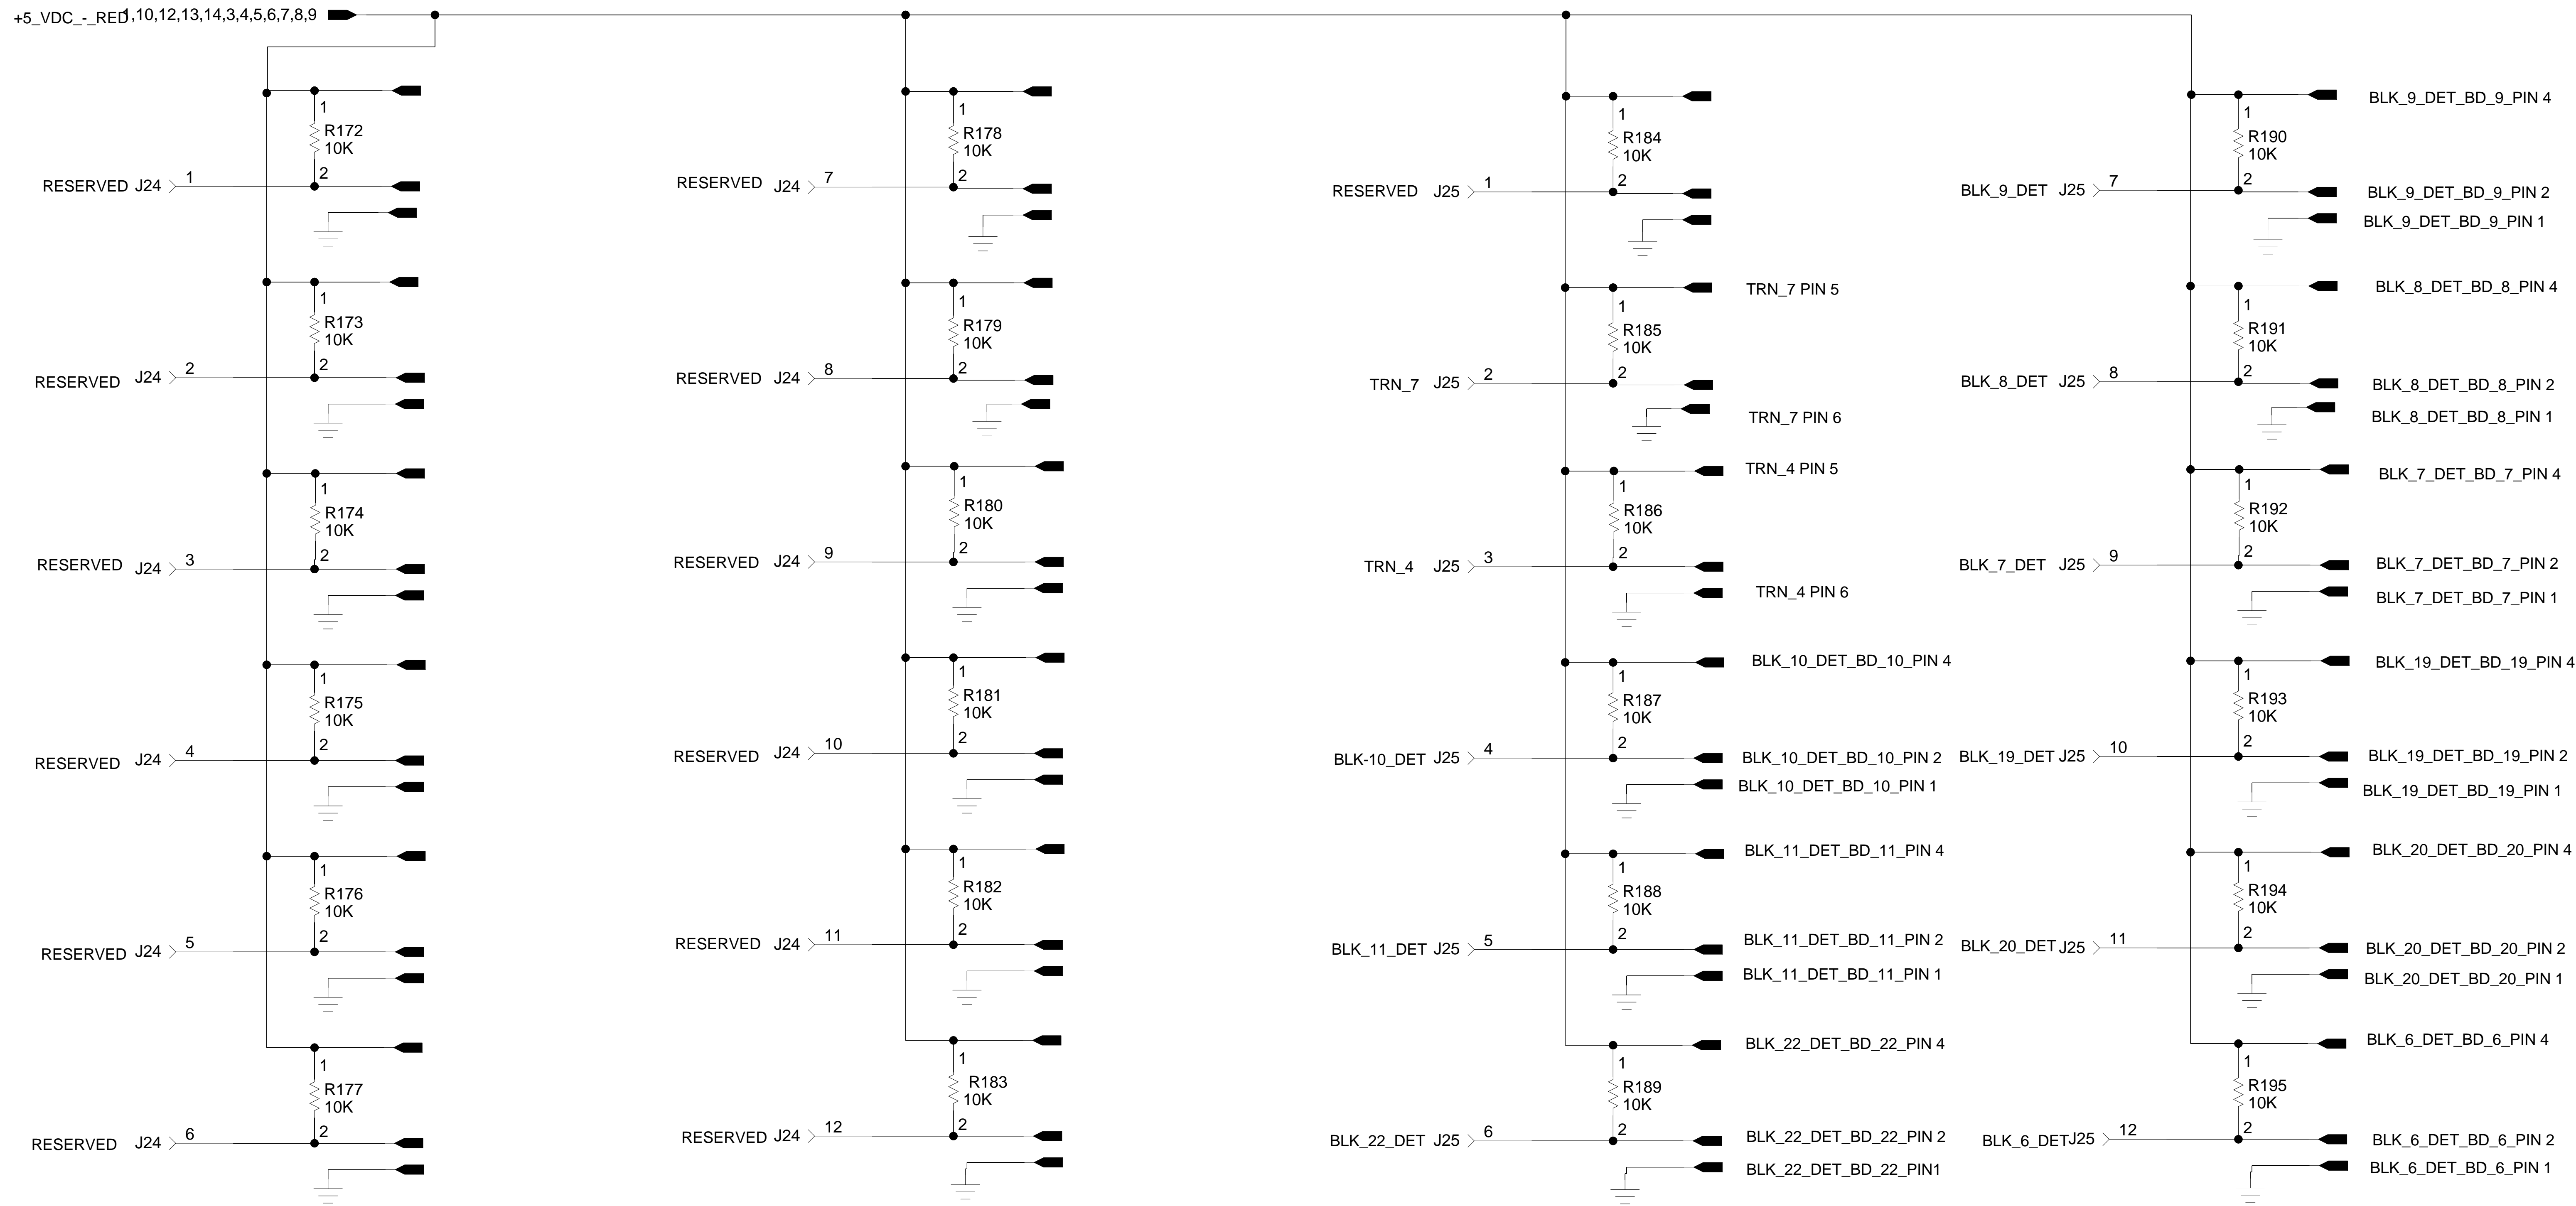 +5_VDC_-_RED 1,10,12,13,14,3,4,5,6,7,8,9
1
R172
10K
2
RESERVED J24 1
1
R173
10K
2
RESERVED J24 2
1
R174
10K
2
RESERVED J24 3
1
R175
10K
2
RESERVED J24 4
1
R176
10K
2
RESERVED J24 5
1
R177
10K
2
RESERVED J24 6
1
R178
10K
2
RESERVED J24 7
1
R179
10K
2
RESERVED J24 8
1
R180
10K
2
RESERVED J24 9
1
R181
10K
2
RESERVED J24 10
1
R182
10K
2
RESERVED J24 11
1
R183
10K
2
RESERVED J24 12
1
R184
10K
2
RESERVED J25 1
TRN_7 PIN 5
1
R185
10K
2
TRN_7 J25 2
TRN_7 PIN 6
TRN_4 PIN 5
1
R186
10K
2
TRN_4 J25 3
TRN_4 PIN 6
BLK_10_DET_BD_10_PIN 4
1
R187
10K
2
BLK-10_DET J25 4
BLK_10_DET_BD_10_PIN 2
BLK_10_DET_BD_10_PIN 1
BLK_11_DET_BD_11_PIN 4
1
R188
10K
2
BLK_11_DET J25 5
BLK_11_DET_BD_11_PIN 2
BLK_11_DET_BD_11_PIN 1
BLK_22_DET_BD_22_PIN 4
1
R189
10K
2
BLK_22_DET J25 6
BLK_22_DET_BD_22_PIN 2
BLK_22_DET_BD_22_PIN1
BLK_9_DET_BD_9_PIN 4
1
R190
10K
2
BLK_9_DET J25 7
BLK_9_DET_BD_9_PIN 2
BLK_9_DET_BD_9_PIN 1
BLK_8_DET_BD_8_PIN 4
1
R191
10K
2
BLK_8_DET J25 8
BLK_8_DET_BD_8_PIN 2
BLK_8_DET_BD_8_PIN 1
BLK_7_DET_BD_7_PIN 4
1
R192
10K
2
BLK_7_DET J25 9
BLK_7_DET_BD_7_PIN 2
BLK_7_DET_BD_7_PIN 1
BLK_19_DET_BD_19_PIN 4
1
R193
10K
2
BLK_19_DET J25 10
BLK_19_DET_BD_19_PIN 2
BLK_19_DET_BD_19_PIN 1
BLK_20_DET_BD_20_PIN 4
1
R194
10K
2
BLK_20_DET J25 11
BLK_20_DET_BD_20_PIN 2
BLK_20_DET_BD_20_PIN 1
BLK_6_DET_BD_6_PIN 4
1
R195
10K
2
BLK_6_DET J25 12
BLK_6_DET_BD_6_PIN 2
BLK_6_DET_BD_6_PIN 1